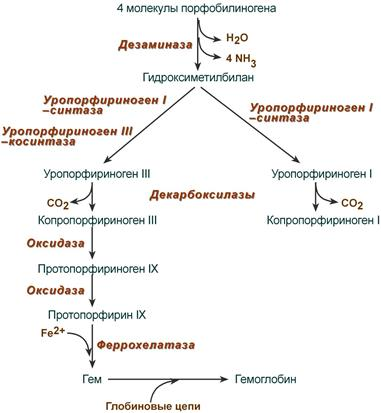 4 молекулы порфобилиногена
H2O
Дезаминаза
4 NH3
Гидроксиметилбилан
Уропорфириноген I
–синтаза
Уропорфириноген III
–косинтаза
Уропорфириноген I
–синтаза
Уропорфириноген III
Уропорфириноген I
CO2
Декарбоксилазы
CO2
Копропорфириноген III
Копропорфириноген I
Оксидаза
Протопорфириноген IX
Оксидаза
Протопорфирин IX
Fe2+
Феррохелатаза
Гем
Гемоглобин
Глобиновые цепи